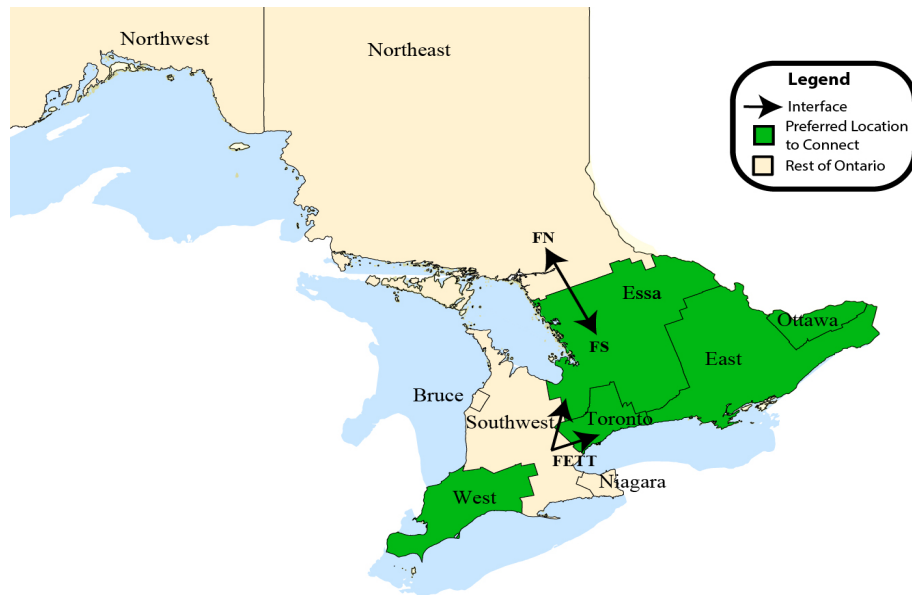 Northwest
Northeast
Legend
Interface
Preferred Location
to Connect
Rest of Ontario
FN
Essa
Ottawa
FS
East
Bruce
Southwest
Toronto
FETT
Niagara
West